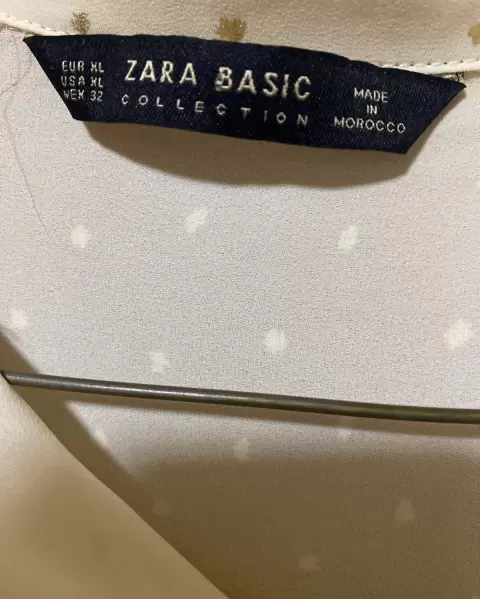 EUR XL
USA XL
MEX 32
ZARA BASIC
COLLECTION
MADE
IN
MOROCCO